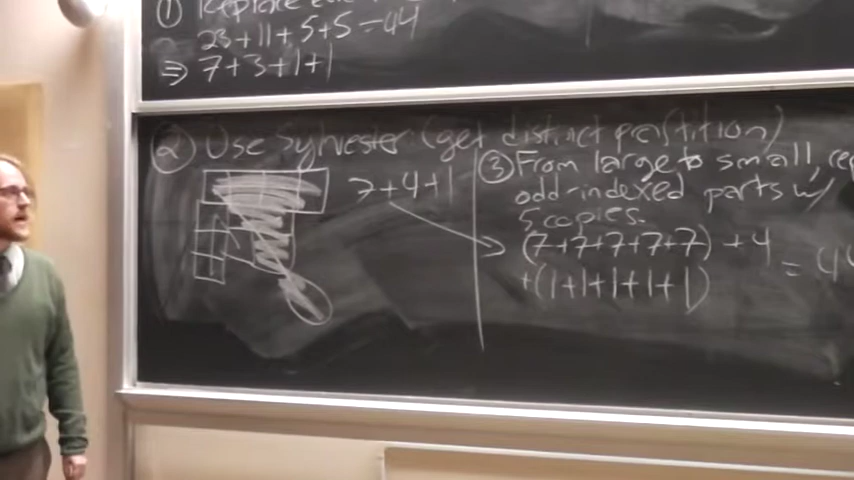 ① Replace
23+11+5+5=44
⇒ 7+3+1+1
② Use Sylvester (get distinct partition)
7+4+1
③ From large to small, rep
odd-indexed parts w/
5 copies.
(7+7+7+7+7) +4
+(1+1+1+1+1) = 44